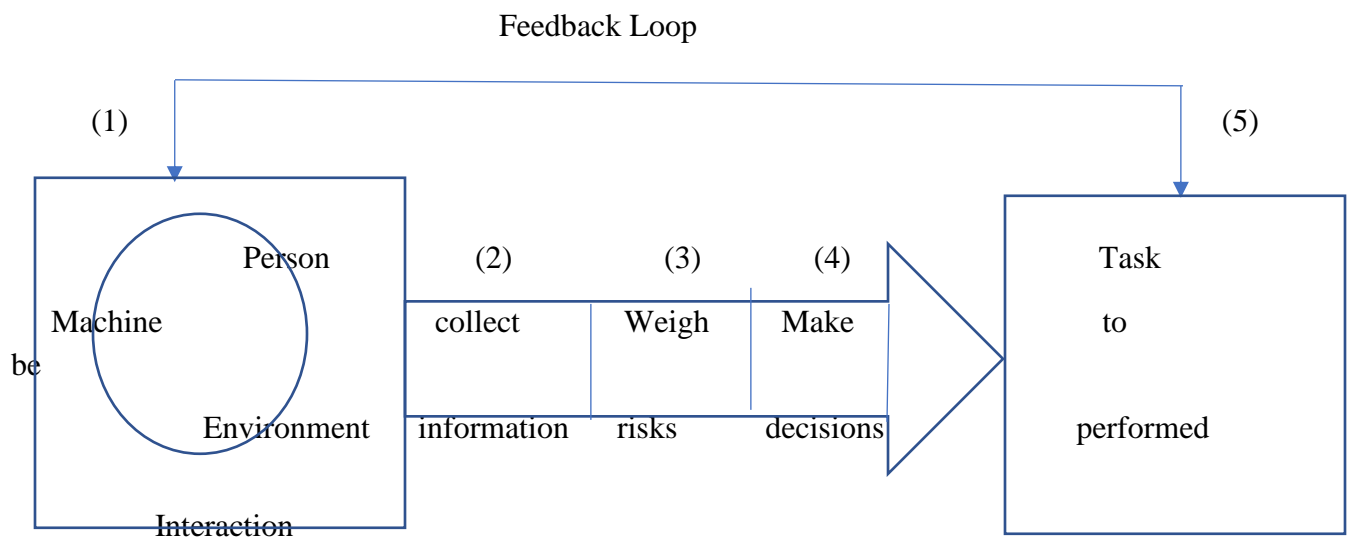 Feedback Loop
(1) (5)
Person (2) (3) (4) Task
Machine collect Weigh Make to
be
Environment information risks decisions performed
Interaction